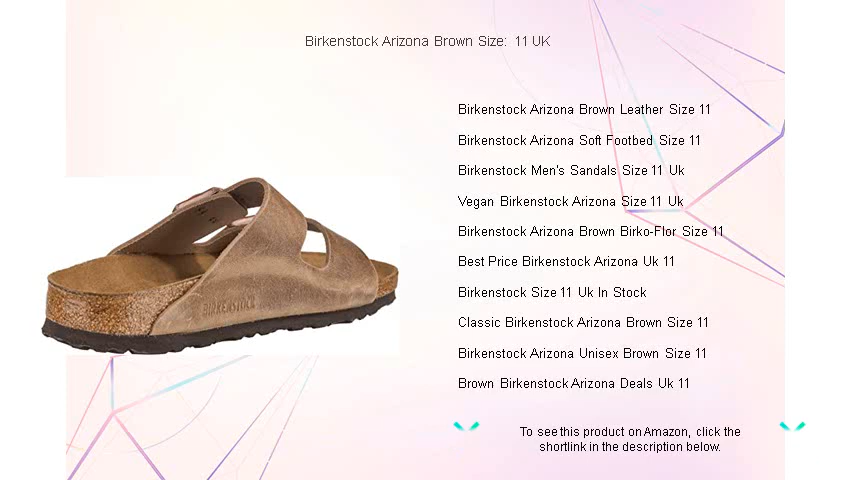 Birkenstock Arizona Brown Size: 11 UK
Birkenstock Arizona Brown Leather Size 11
Birkenstock Arizona Soft Footbed Size 11
Birkenstock Men's Sandals Size 11 Uk
Vegan Birkenstock Arizona Size 11 Uk
Birkenstock Arizona Brown Birko-Flor Size 11
Best Price Birkenstock Arizona Uk 11
Birkenstock Size 11 Uk In Stock
Classic Birkenstock Arizona Brown Size 11
Birkenstock Arizona Unisex Brown Size 11
Brown Birkenstock Arizona Deals Uk 11
BIRKENSTOCK
To see this product on Amazon, click the
shortlink in the description below.